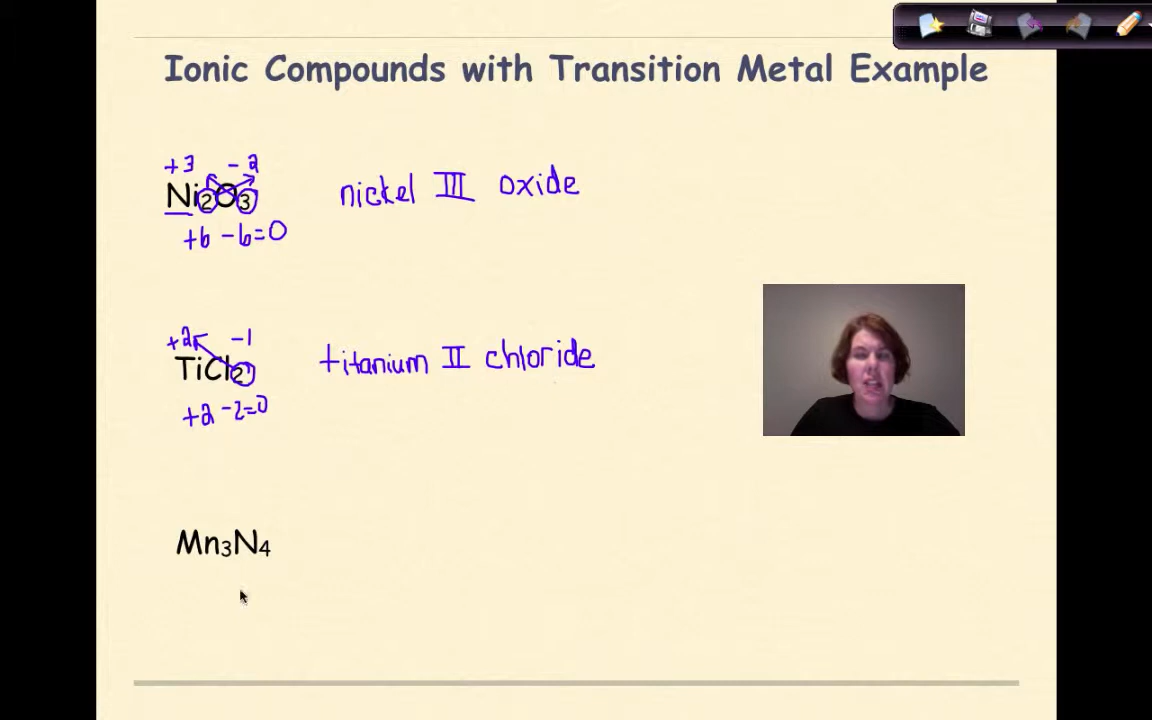 Ionic Compounds with Transition Metal Example
+3 -2
Ni₂O₃ nickel III oxide
+6 -6=0
+2 -1
TiCl₂ titanium II chloride
+2 -2=0
Mn₃N₄